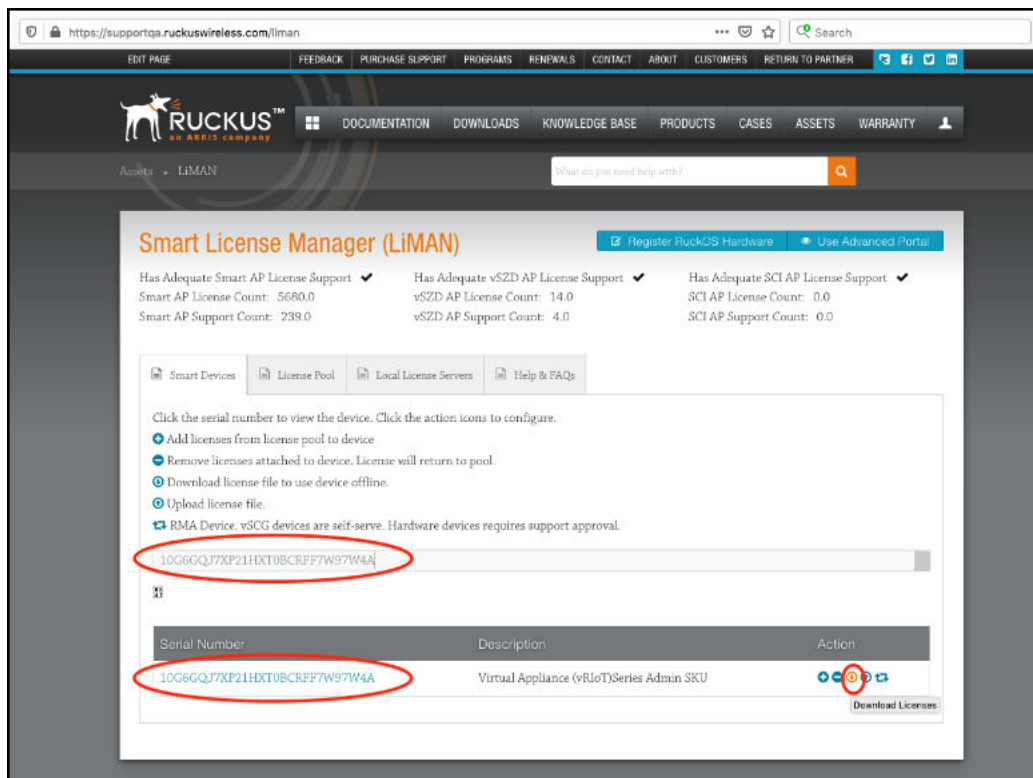 https://supportqa.ruckuswireless.com/liman
Search
EDIT PAGE FEEDBACK PURCHASE SUPPORT PROGRAMS RENEWALS CONTACT ABOUT CUSTOMERS RETURN TO PARTNER
RUCKUS™
an ARRIS company
DOCUMENTATION DOWNLOADS KNOWLEDGE BASE PRODUCTS CASES ASSETS WARRANTY
Assets LiMAN
What do you need help with?
Smart License Manager (LiMAN)
Register RuckOS Hardware Use Advanced Portal
Has Adequate Smart AP License Support Has Adequate vSZD AP License Support Has Adequate SCI AP License Support
Smart AP License Count: 5680.0 vSZD AP License Count: 14.0 SCI AP License Count: 0.0
Smart AP Support Count: 239.0 vSZD AP Support Count: 4.0 SCI AP Support Count: 0.0
Smart Devices License Pool Local License Servers Help & FAQs
Click the serial number to view the device. Click the action icons to configure.
Add licenses from license pool to device
Remove licenses attached to device. License will return to pool.
Download license file to use device offline.
Upload license file.
RMA Device. vSCG devices are self-serve. Hardware devices requires support approval.
10G6GQJ7XP21HXT0BCRFF7W97W4A
Serial Number Description Action
10G6GQJ7XP21HXT0BCRFF7W97W4A Virtual Appliance (vRIoT)Series Admin SKU
Download Licenses